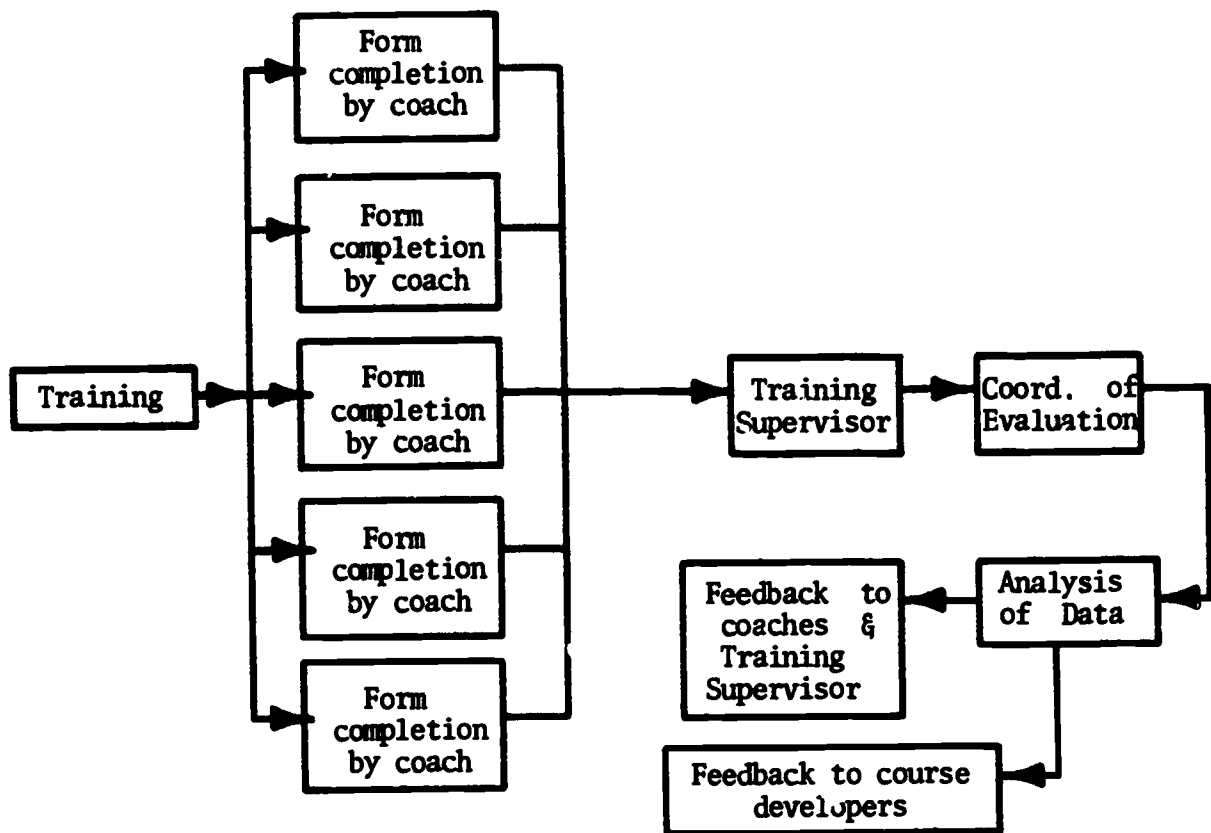 Form
completion
by coach
Form
completion
by coach
Training
Form
completion
by coach
Form
completion
by coach
Form
completion
by coach
Training
Supervisor
Coord. of
Evaluation
Feedback to
coaches &
Training
Supervisor
Analysis
of Data
Feedback to course
developers